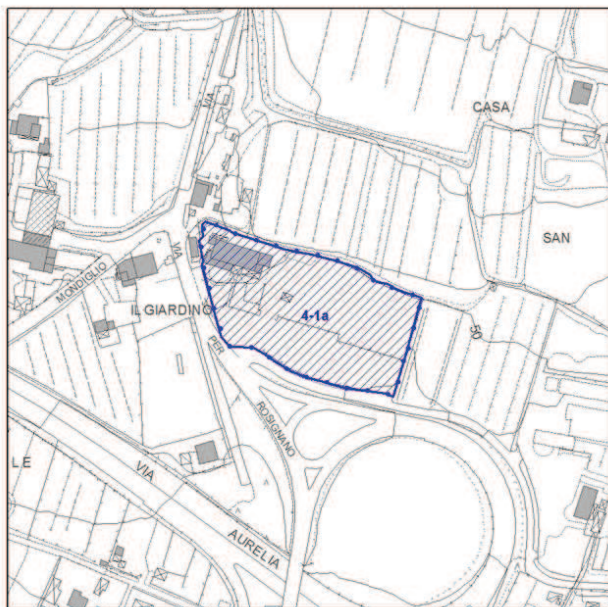 VIA
CASA
SAN
VIA
MONDIGLIO
IL GIARDINO
4-1a
50
PER
ROSIGNANO
LE
VIA
AURELIA